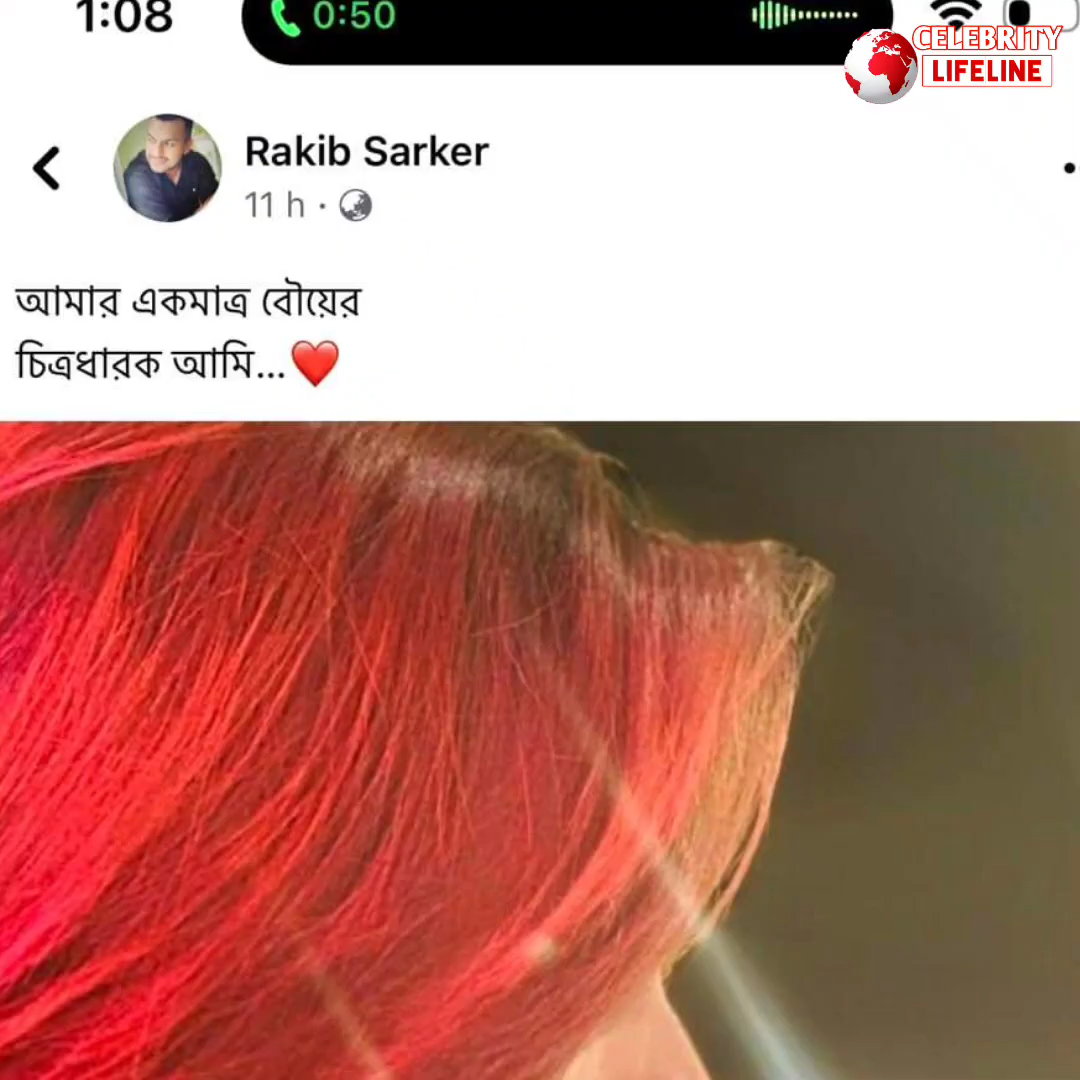 1:08
0:50
CELEBRITY
LIFELINE
Rakib Sarker
11 h ·
আমার একমাত্র বৌয়ের
চিত্রধারক আমি...❤️